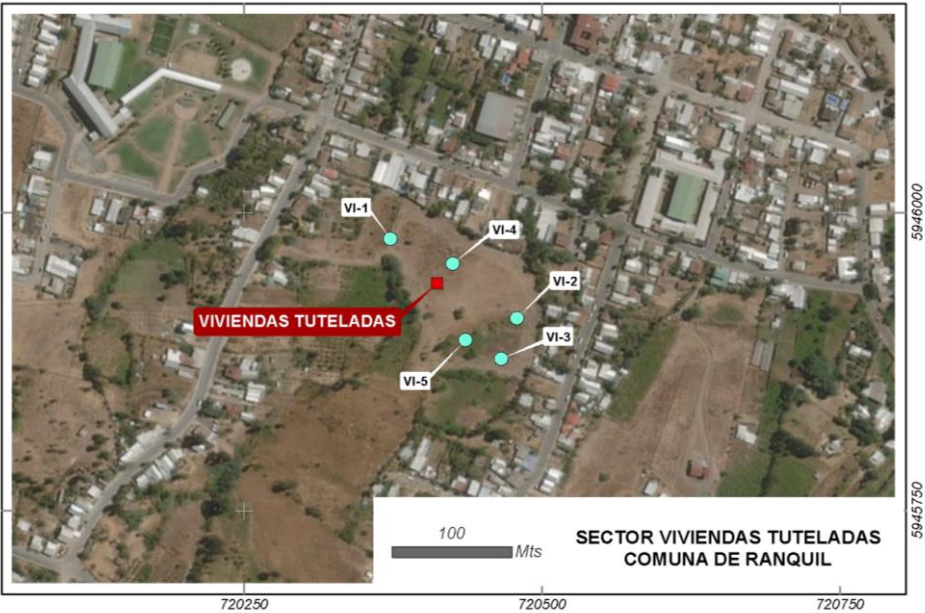 VI-1
VI-4
5946000
VI-2
VIVIENDAS TUTELADAS
VI-3
VI-5
5945750
100
Mts
SECTOR VIVIENDAS TUTELADAS
COMUNA DE RANQUIL
720250
720500
720750